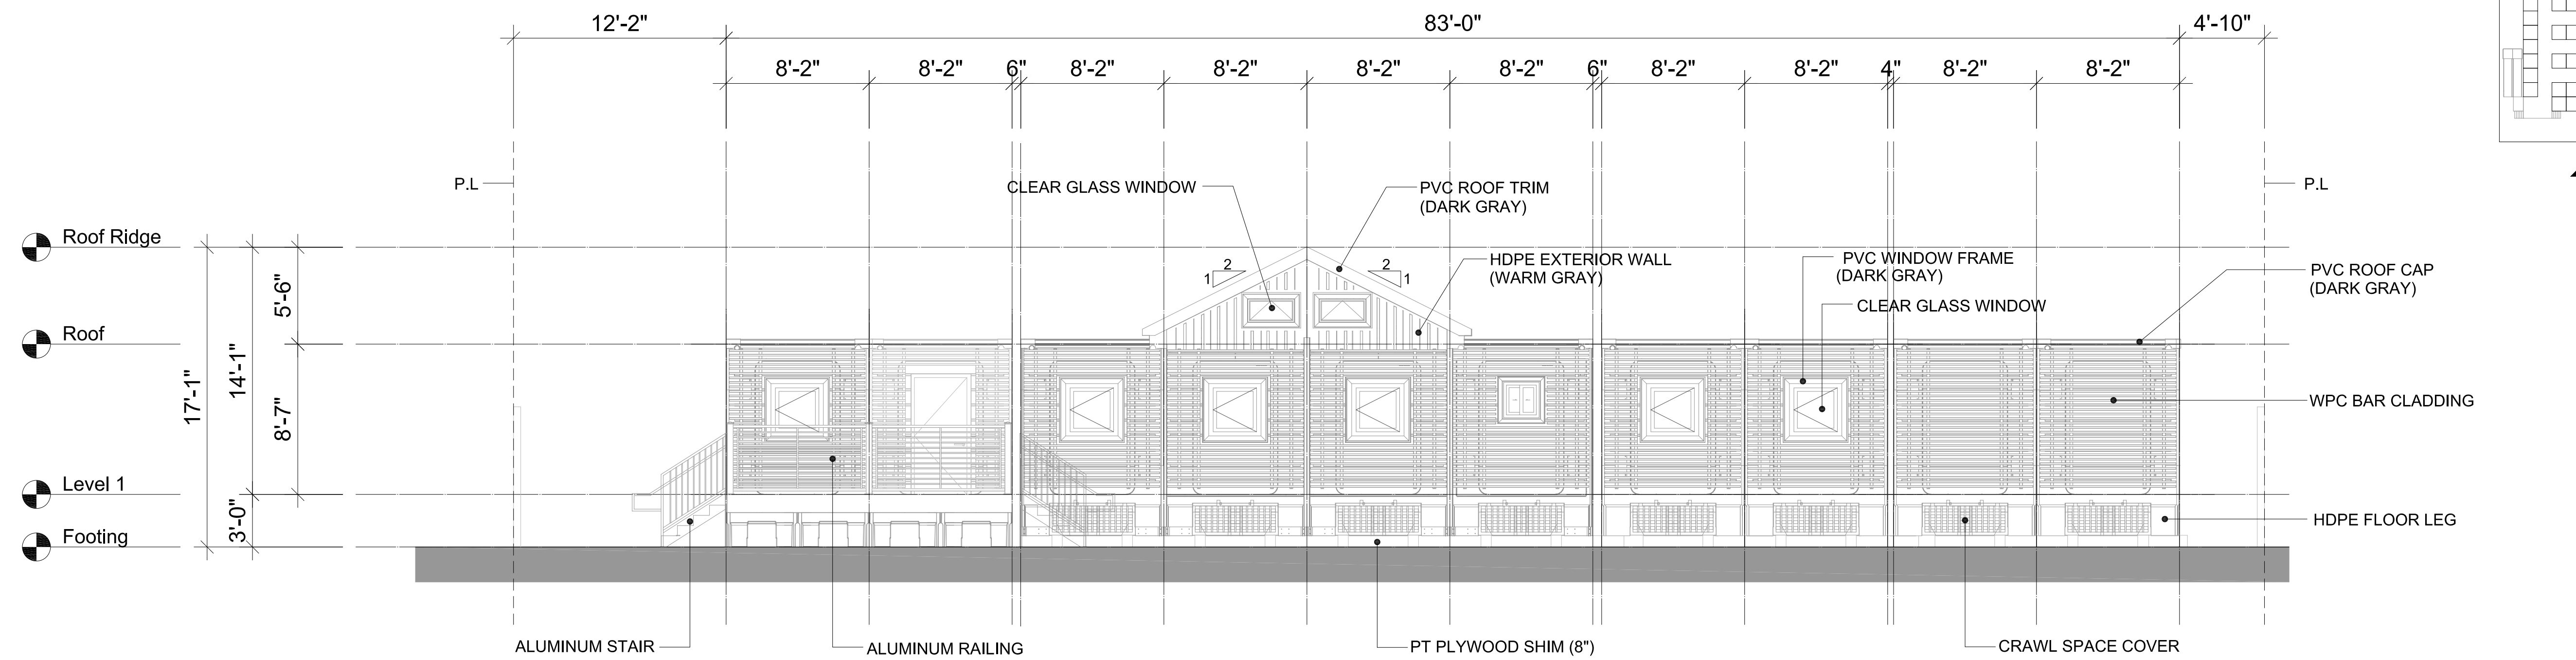 12'-2"
83'-0"
4'-10"
8'-2"
8'-2"
6"
8'-2"
8'-2"
8'-2"
8'-2"
6"
8'-2"
8'-2"
4"
8'-2"
8'-2"
P.L
CLEAR GLASS WINDOW
PVC ROOF TRIM
(DARK GRAY)
P.L
Roof Ridge
2
1
2
1
HDPE EXTERIOR WALL
(WARM GRAY)
PVC WINDOW FRAME
(DARK GRAY)
CLEAR GLASS WINDOW
PVC ROOF CAP
(DARK GRAY)
5'-6"
Roof
17'-1"
14'-1"
8'-7"
WPC BAR CLADDING
Level 1
3'-0"
Footing
HDPE FLOOR LEG
ALUMINUM STAIR
ALUMINUM RAILING
PT PLYWOOD SHIM (8")
CRAWL SPACE COVER